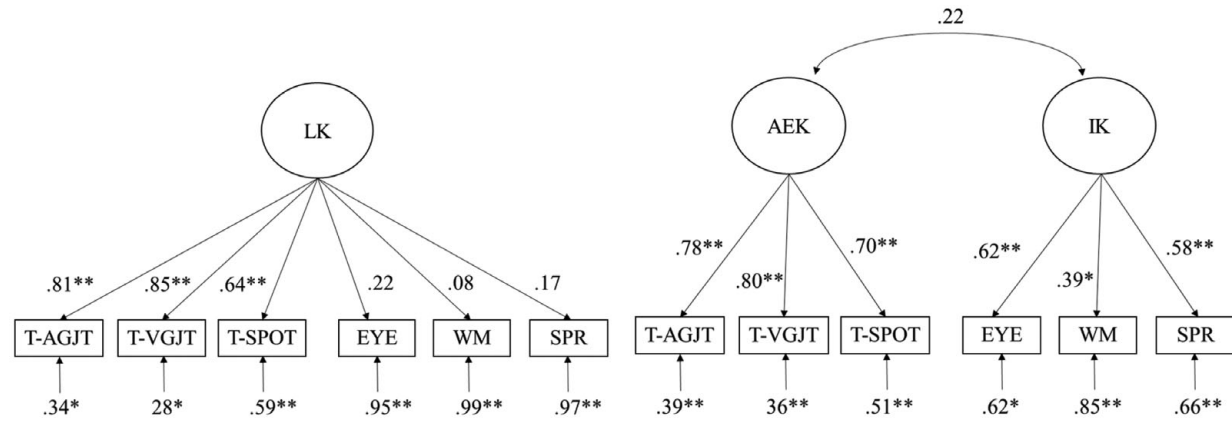 .22
LK
AEK
IK
.81**
.85**
.64**
.22
.08
.17
.78**
.80**
.70**
.62**
.39*
.58**
T-AGJT
T-VGJT
T-SPOT
EYE
WM
SPR
T-AGJT
T-VGJT
T-SPOT
EYE
WM
SPR
.34*
28*
.59**
.95**
.99**
.97**
.39**
36**
.51**
.62*
.85**
.66**